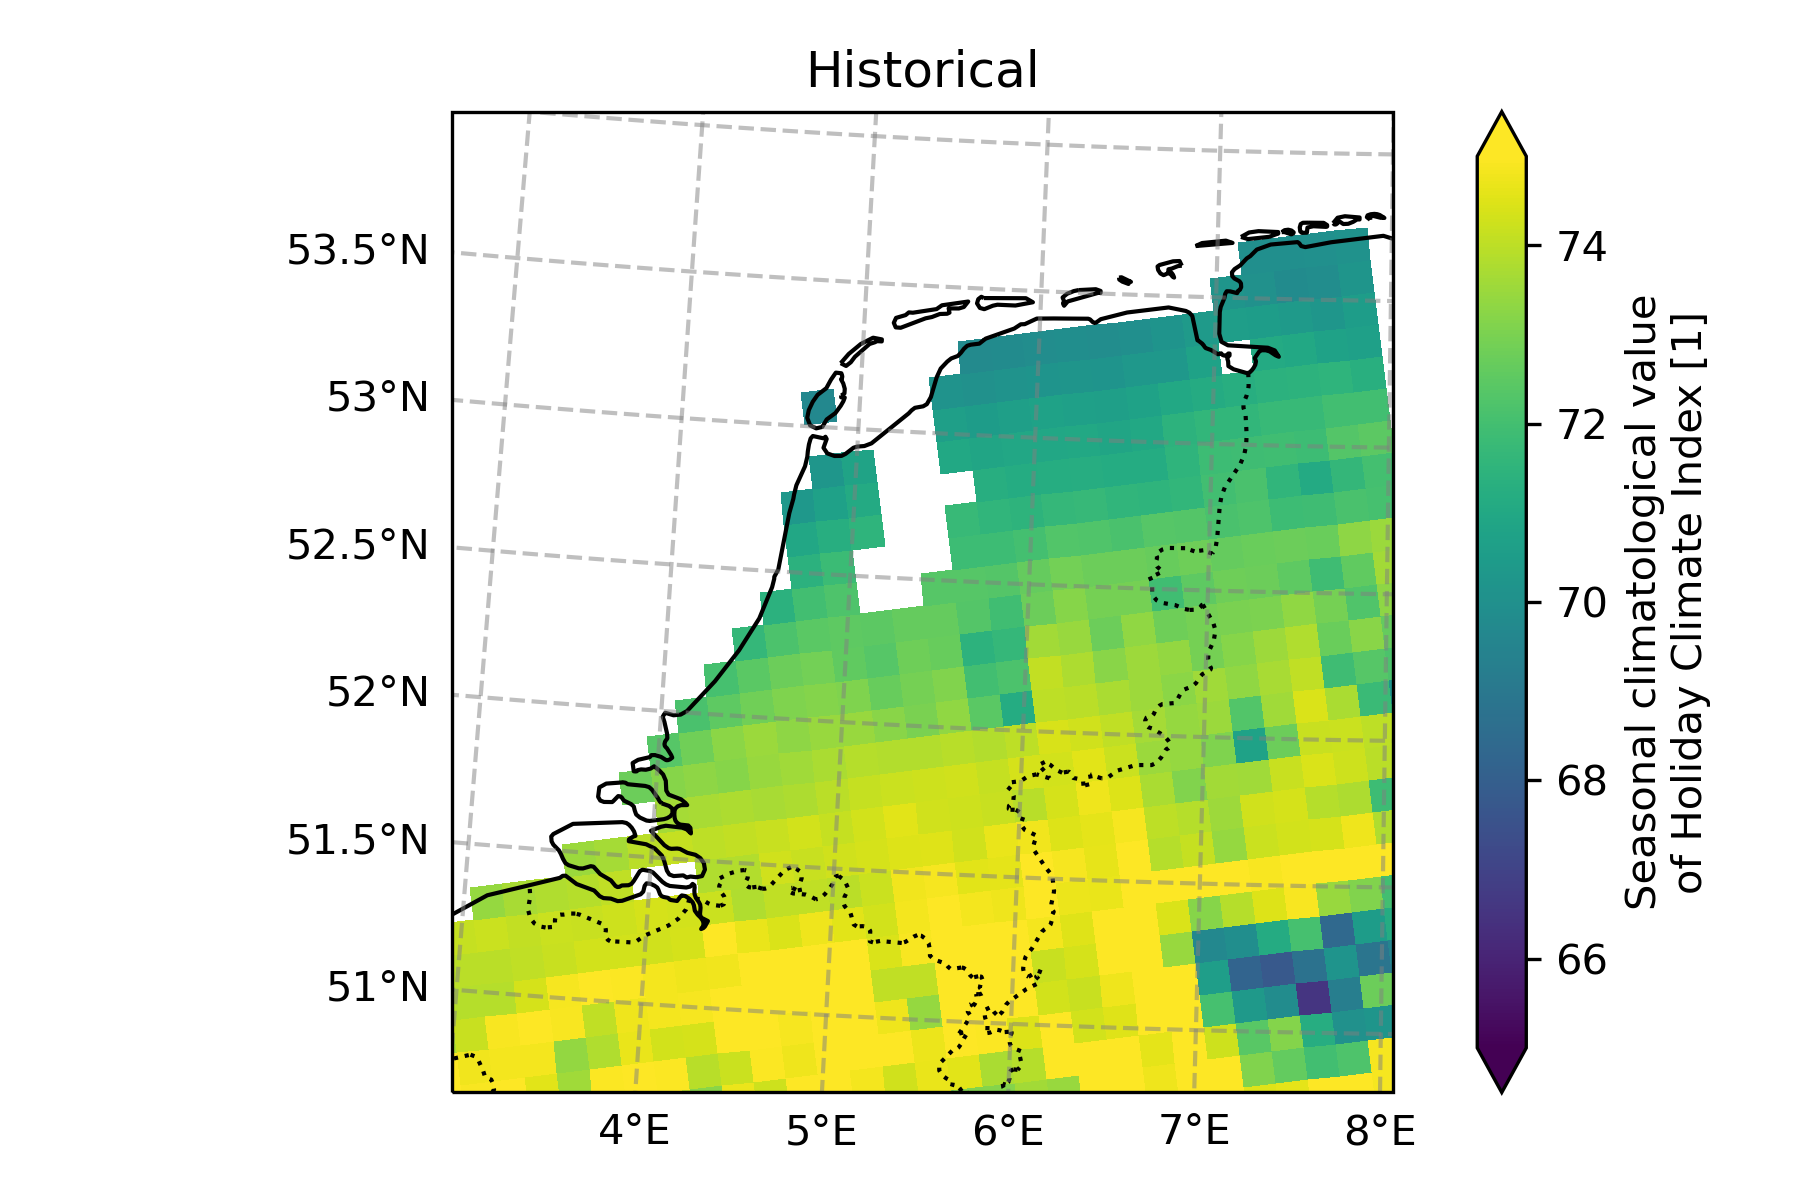 Historical
53.5°N
53°N
52.5°N
52°N
51.5°N
51°N
4°E
5°E
6°E
7°E
8°E
74
72
70
68
66
Seasonal climatological value
of Holiday Climate Index [1]